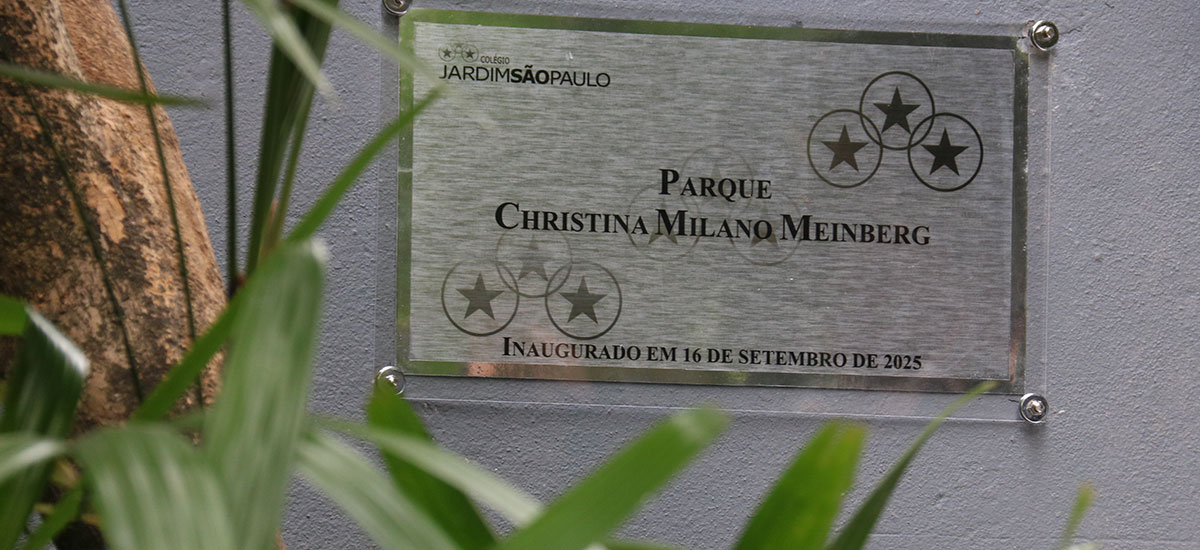 COLÉGIO
JARDIMSÃOPAULO
PARQUE
CHRISTINA MILANO MEINBERG
INAUGURADO EM 16 DE SETEMBRO DE 2025